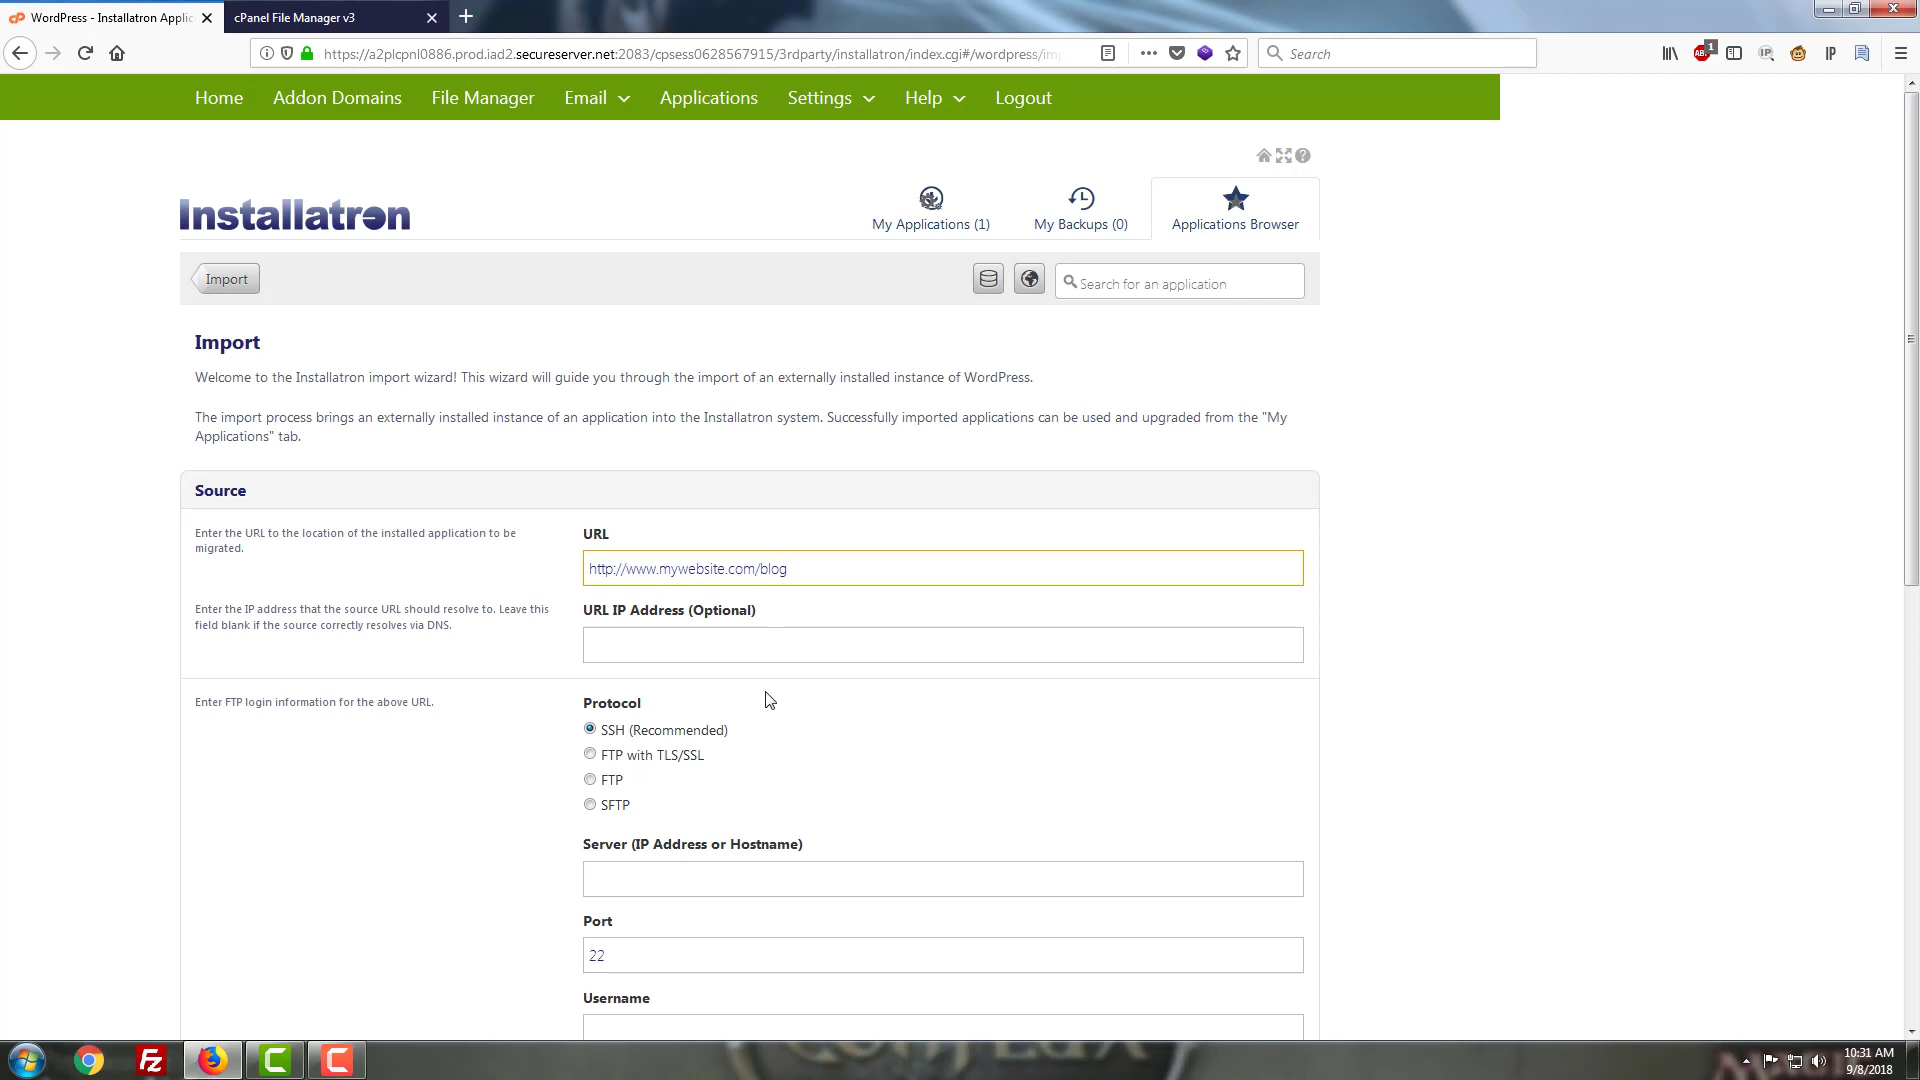 WordPress - Installatron Applic
cPanel File Manager v3
https://a2plcpnl0886.prod.iad2.secureserver.net:2083/cpsess0628567915/3rdparty/installatron/index.cgi#/wordpress/im
Search
1
ABP
IP
IP
Home
Addon Domains
File Manager
Email
Applications
Settings
Help
Logout
Installatron
My Applications (1)
My Backups (0)
Applications Browser
Import
Search for an application
Import
Welcome to the Installatron import wizard! This wizard will guide you through the import of an externally installed instance of WordPress.
The import process brings an externally installed instance of an application into the Installatron system. Successfully imported applications can be used and upgraded from the "My
Applications" tab.
Source
Enter the URL to the location of the installed application to be
migrated.
URL
http://www.mywebsite.com/blog
Enter the IP address that the source URL should resolve to. Leave this
field blank if the source correctly resolves via DNS.
URL IP Address (Optional)
Enter FTP login information for the above URL.
Protocol
SSH (Recommended)
FTP with TLS/SSL
FTP
SFTP
Server (IP Address or Hostname)
Port
22
Username
10:31 AM
9/8/2018